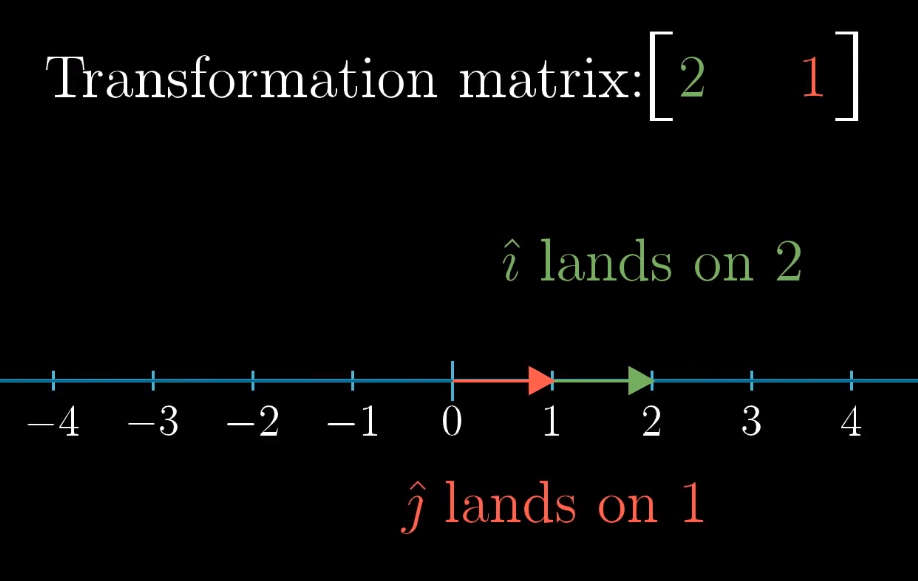 Transformation matrix: [2 1]
î lands on 2
−4 −3 −2 −1 0 1 2 3 4
ĵ lands on 1